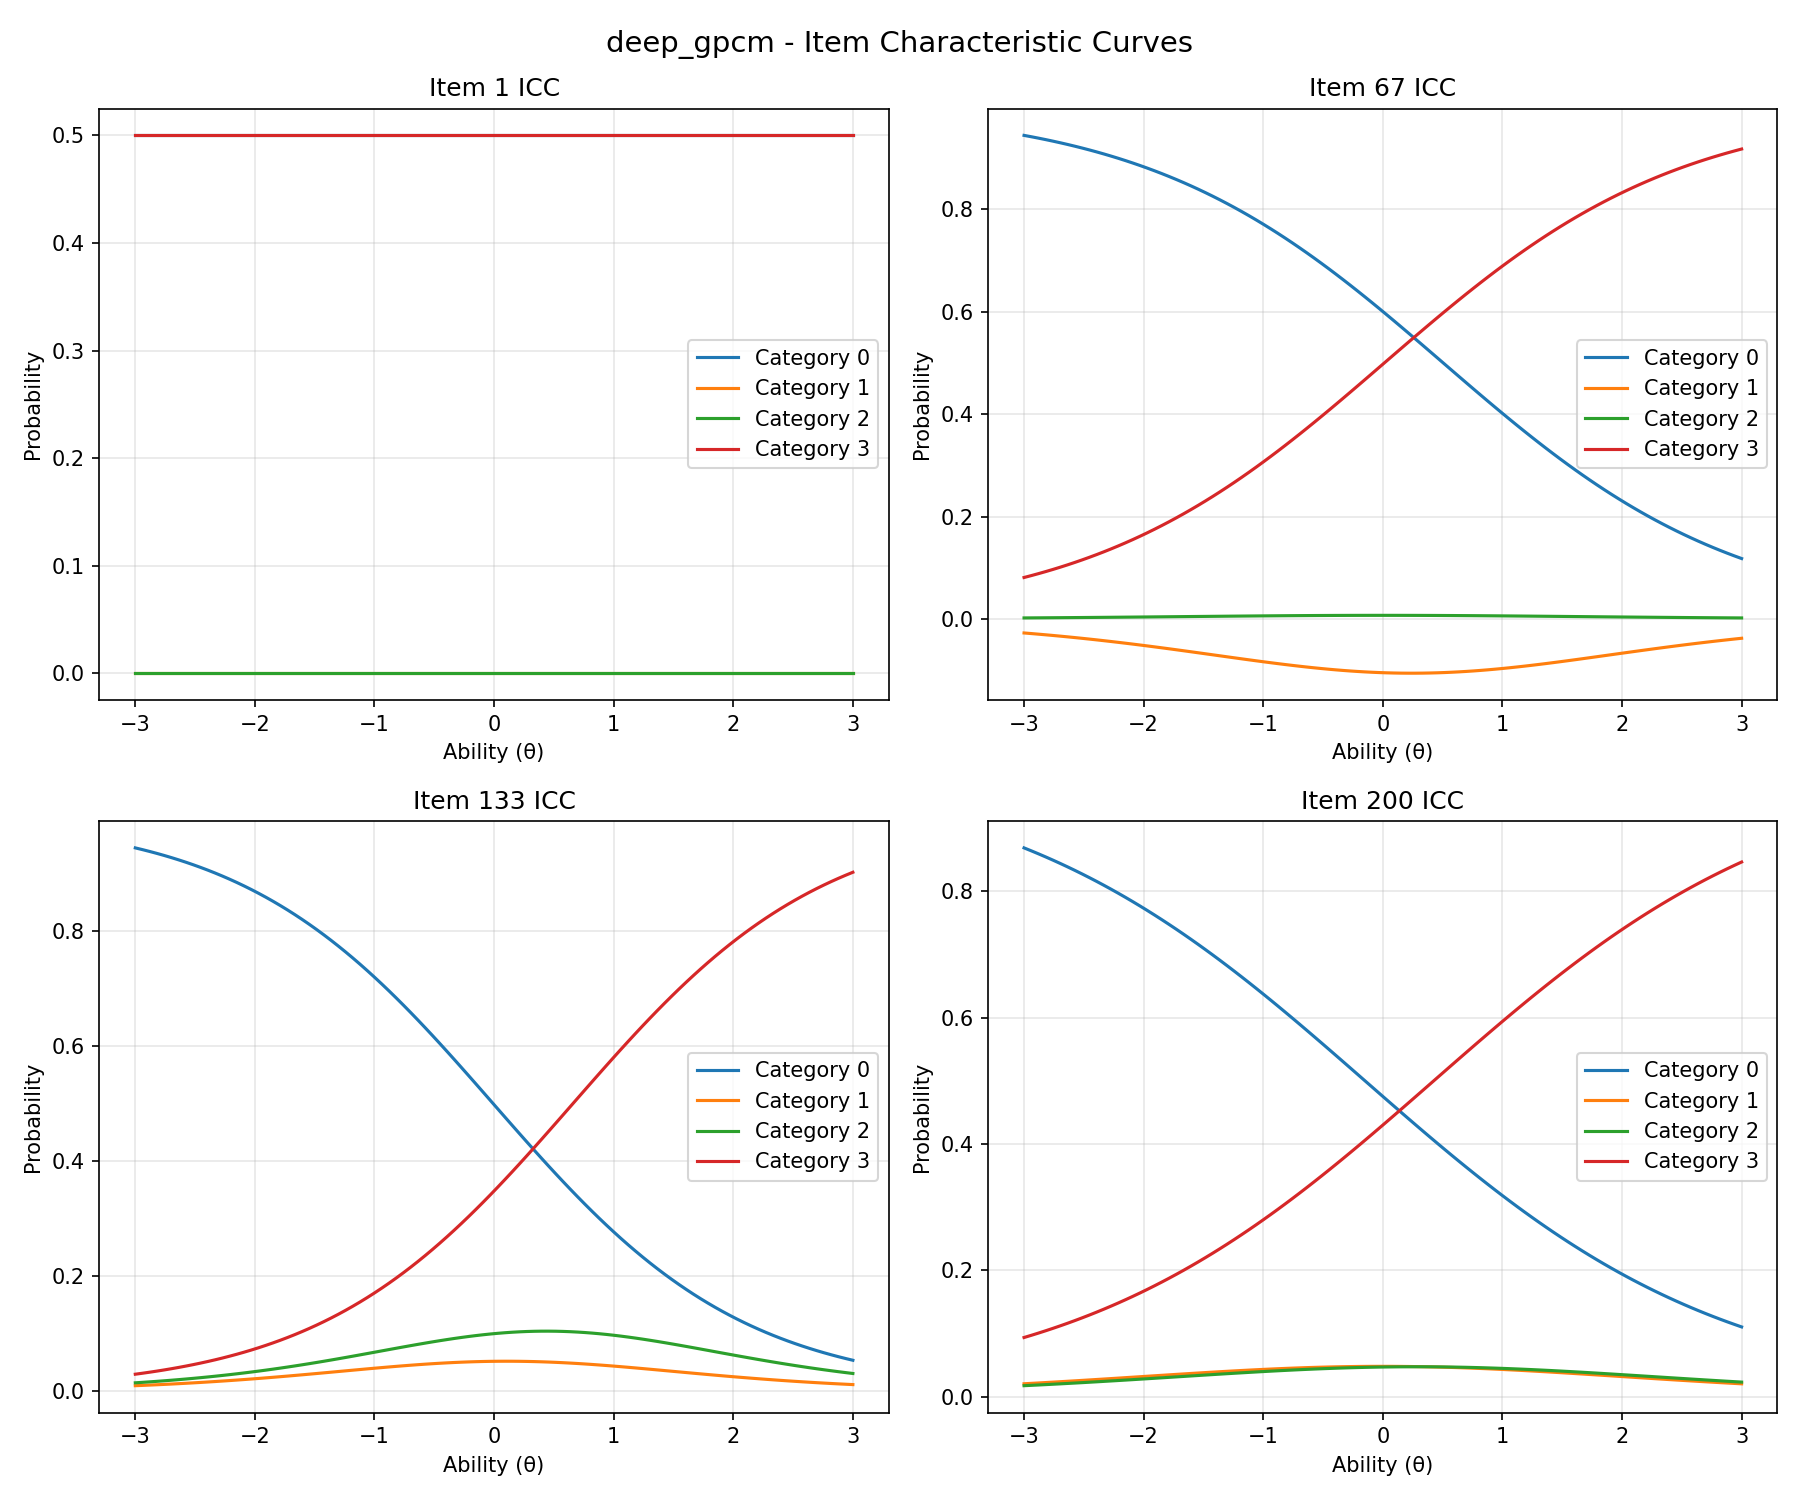 deep_gpcm - Item Characteristic Curves
Item 1 ICC
Probability
0.5
0.4
0.3
0.2
0.1
0.0
−3
−2
−1
0
1
2
3
Ability (θ)
Category 0
Category 1
Category 2
Category 3
Item 67 ICC
Probability
0.8
0.6
0.4
0.2
0.0
−3
−2
−1
0
1
2
3
Ability (θ)
Category 0
Category 1
Category 2
Category 3
Item 133 ICC
Probability
0.8
0.6
0.4
0.2
0.0
−3
−2
−1
0
1
2
3
Ability (θ)
Category 0
Category 1
Category 2
Category 3
Item 200 ICC
Probability
0.8
0.6
0.4
0.2
0.0
−3
−2
−1
0
1
2
3
Ability (θ)
Category 0
Category 1
Category 2
Category 3